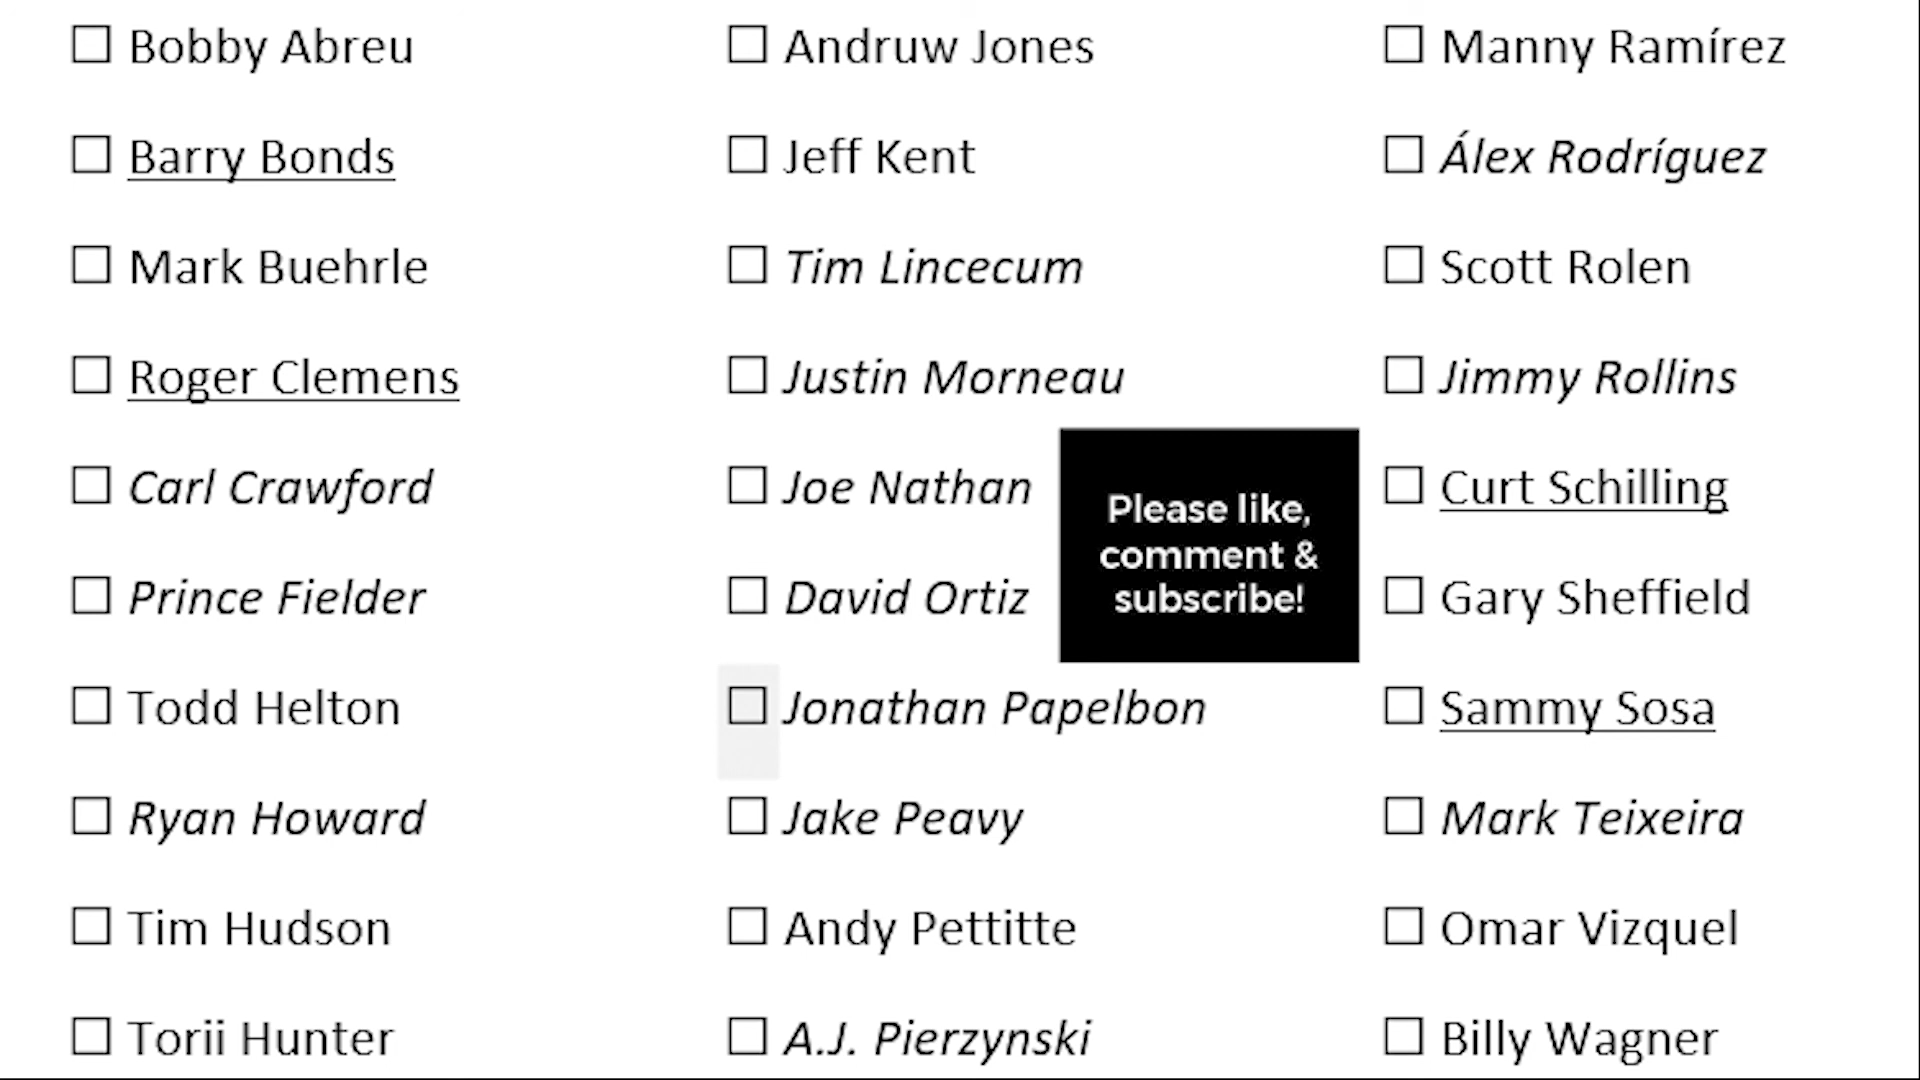 ☐ Bobby Abreu
☐ Barry Bonds
☐ Mark Buehrle
☐ Roger Clemens
☐ Carl Crawford
☐ Prince Fielder
☐ Todd Helton
☐ Ryan Howard
☐ Tim Hudson
☐ Torii Hunter
☐ Andruw Jones
☐ Jeff Kent
☐ Tim Lincecum
☐ Justin Morneau
☐ Joe Nathan
☐ David Ortiz
☐ Jonathan Papelbon
☐ Jake Peavy
☐ Andy Pettitte
☐ A.J. Pierzynski
Please like,
comment &
subscribe!
☐ Manny Ramírez
☐ Álex Rodríguez
☐ Scott Rolen
☐ Jimmy Rollins
☐ Curt Schilling
☐ Gary Sheffield
☐ Sammy Sosa
☐ Mark Teixeira
☐ Omar Vizquel
☐ Billy Wagner